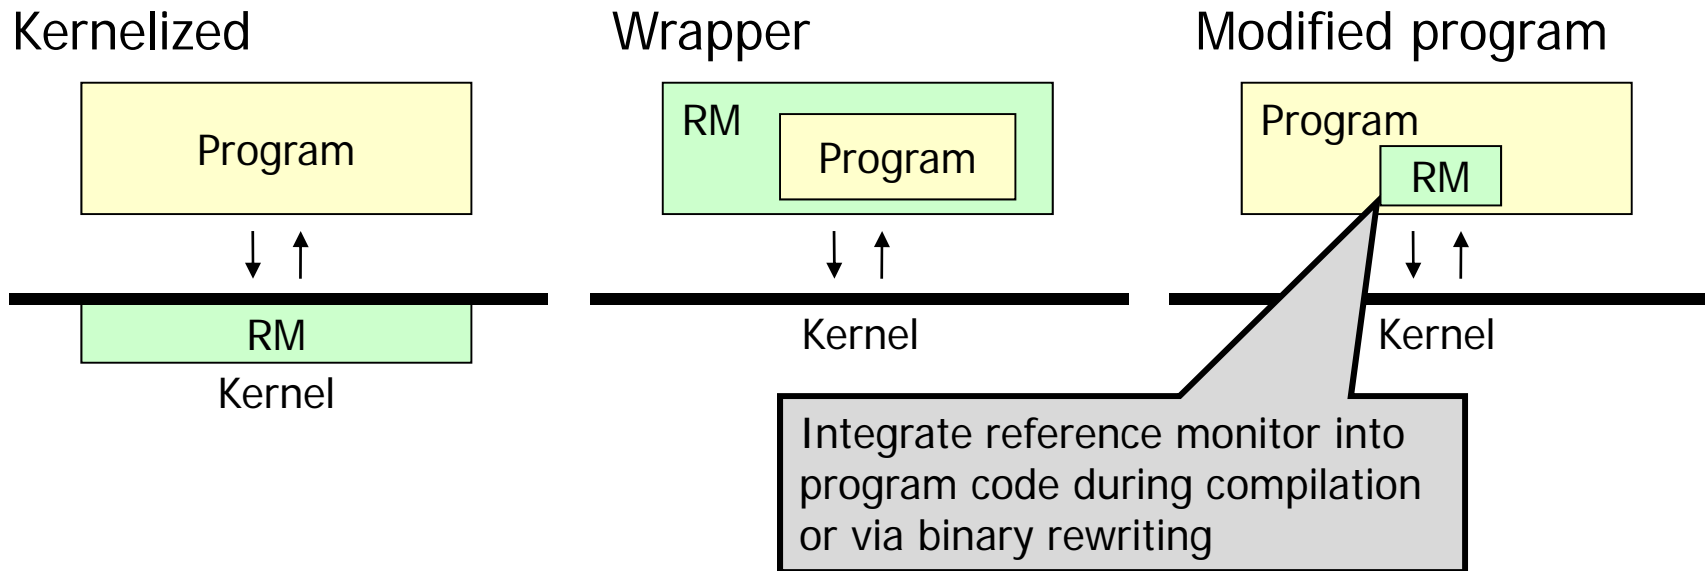 Kernelized
Program
RM
Kernel
Wrapper
RM
Program
Kernel
Modified program
Program
RM
Kernel
Integrate reference monitor into
program code during compilation
or via binary rewriting